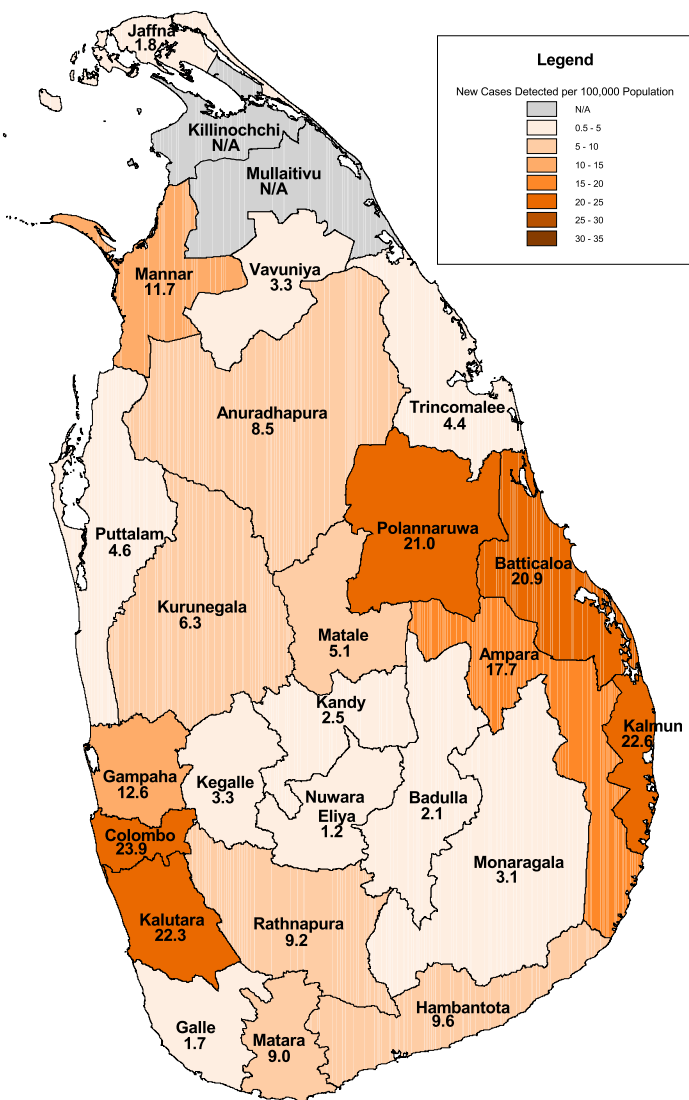 Jaffna
1.8
Legend
New Cases Detected per 100,000 Population
N/A
0.5 - 5
5 - 10
10 - 15
15 - 20
20 - 25
25 - 30
30 - 35
Killinochchi
N/A
Mullaitivu
N/A
Mannar
11.7
Vavuniya
3.3
Anuradhapura
8.5
Trincomalee
4.4
Puttalam
4.6
Polannaruwa
21.0
Batticaloa
20.9
Kurunegala
6.3
Matale
5.1
Ampara
17.7
Kandy
2.5
Kalmun
22.6
Gampaha
12.6
Kegalle
3.3
Nuwara
Eliya
1.2
Badulla
2.1
Colombo
23.9
Monaragala
3.1
Kalutara
22.3
Rathnapura
9.2
Hambantota
9.6
Galle
1.7
Matara
9.0